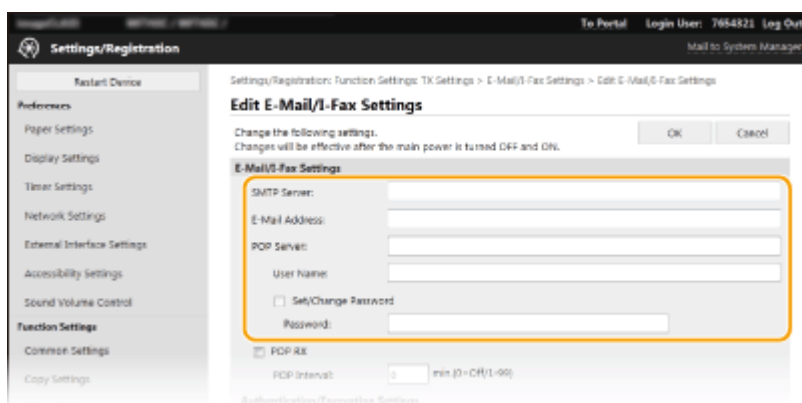 To Portal Login User: 7654321 Log Out
Settings/Registration
Mail to System Manager
Restart Device
Settings/Registration: Function Settings: TX Settings > E-Mail/I-Fax Settings > Edit E-Mail/I-Fax Settings
Preferences
Edit E-Mail/I-Fax Settings
Paper Settings
Change the following settings.
Changes will be effective after the main power is turned OFF and ON.
OK
Cancel
Display Settings
E-Mail/I-Fax Settings
Timer Settings
SMTP Server:
Network Settings
E-Mail Address:
External Interface Settings
POP Server:
Accessibility Settings
User Name:
Sound Volume Control
Set/Change Password
Function Settings
Password:
Common Settings
POP RX
Copy Settings
POP Interval:
0
min.(0=Off/1-99)
Authentication/Encryption Settings